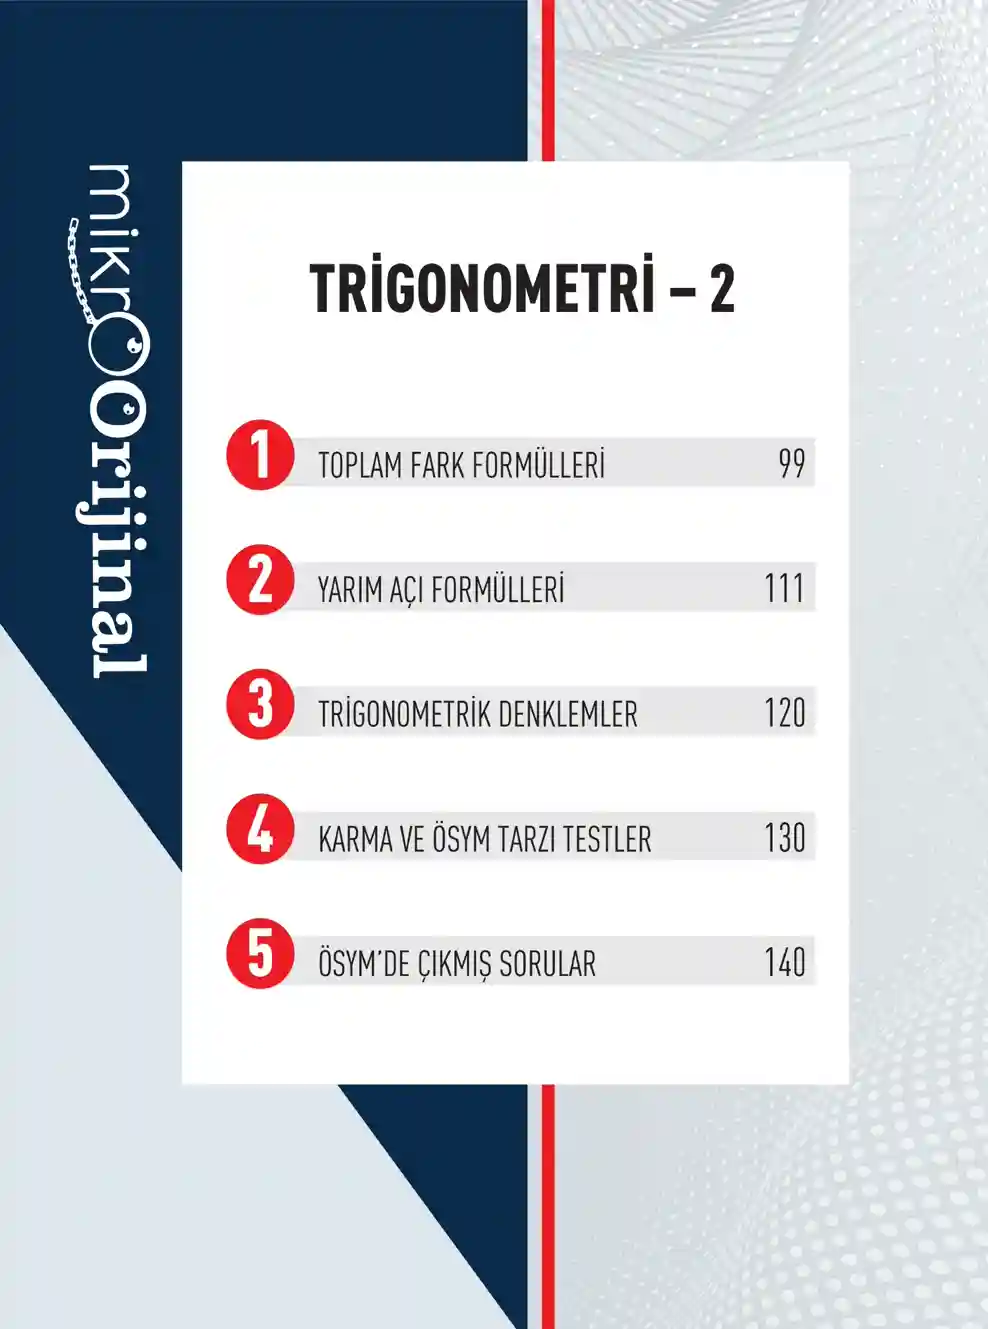 mikroOrijinal
TRİGONOMETRİ – 2
1 TOPLAM FARK FORMÜLLERİ 99
2 YARIM AÇI FORMÜLLERİ 111
3 TRİGONOMETRİK DENKLEMLER 120
4 KARMA VE ÖSYM TARZI TESTLER 130
5 ÖSYM'DE ÇIKMIŞ SORULAR 140